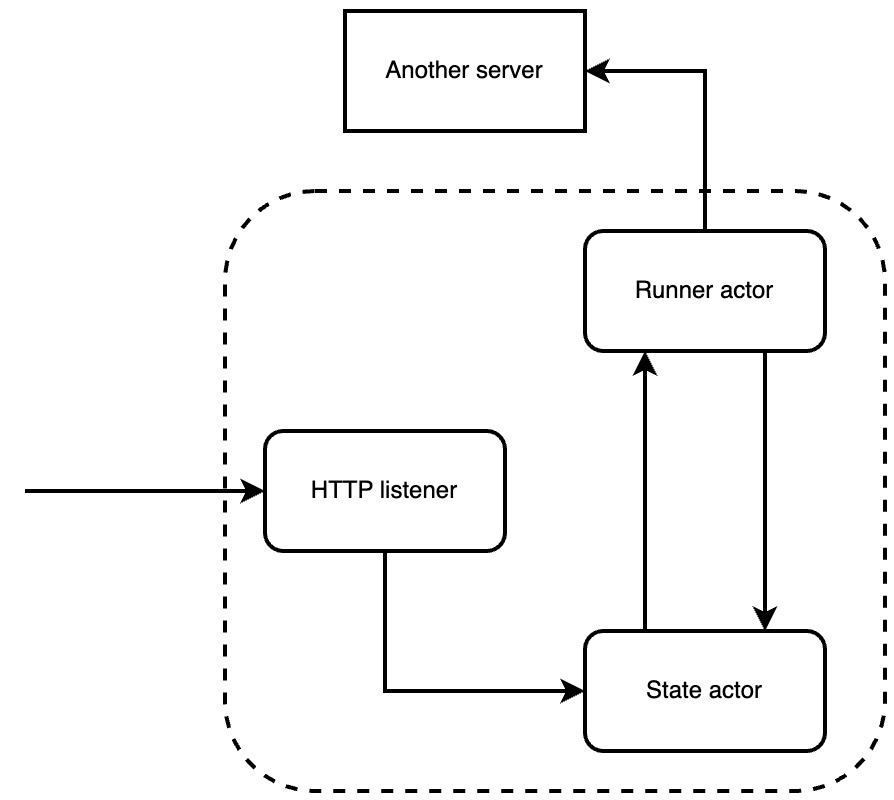 Another server
Runner actor
HTTP listener
State actor